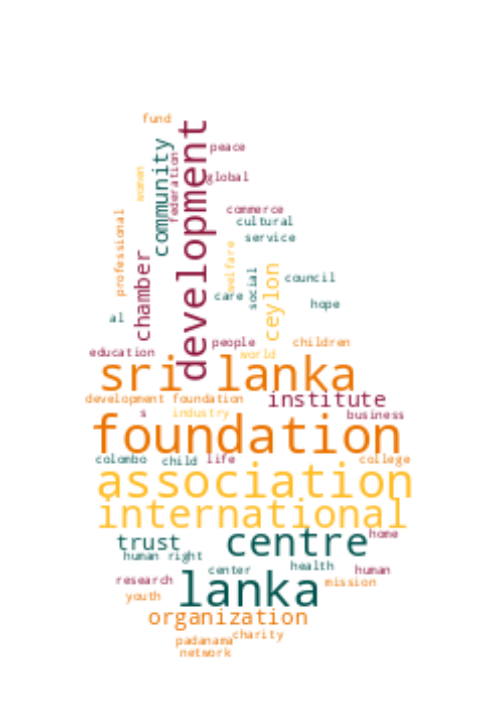 fund
development
community
federation
women
peace
global
professional
commerce
cultural
service
welfare
chamber
social
ceylon
council
care
hope
al
people
children
education
world
sri lanka
development foundation
institute
s
industry
business
foundation
colombo
child
life
college
association
international
trust
centre
home
human right
center
health
human
research
lanka
mission
youth
organization
padanama
charity
network